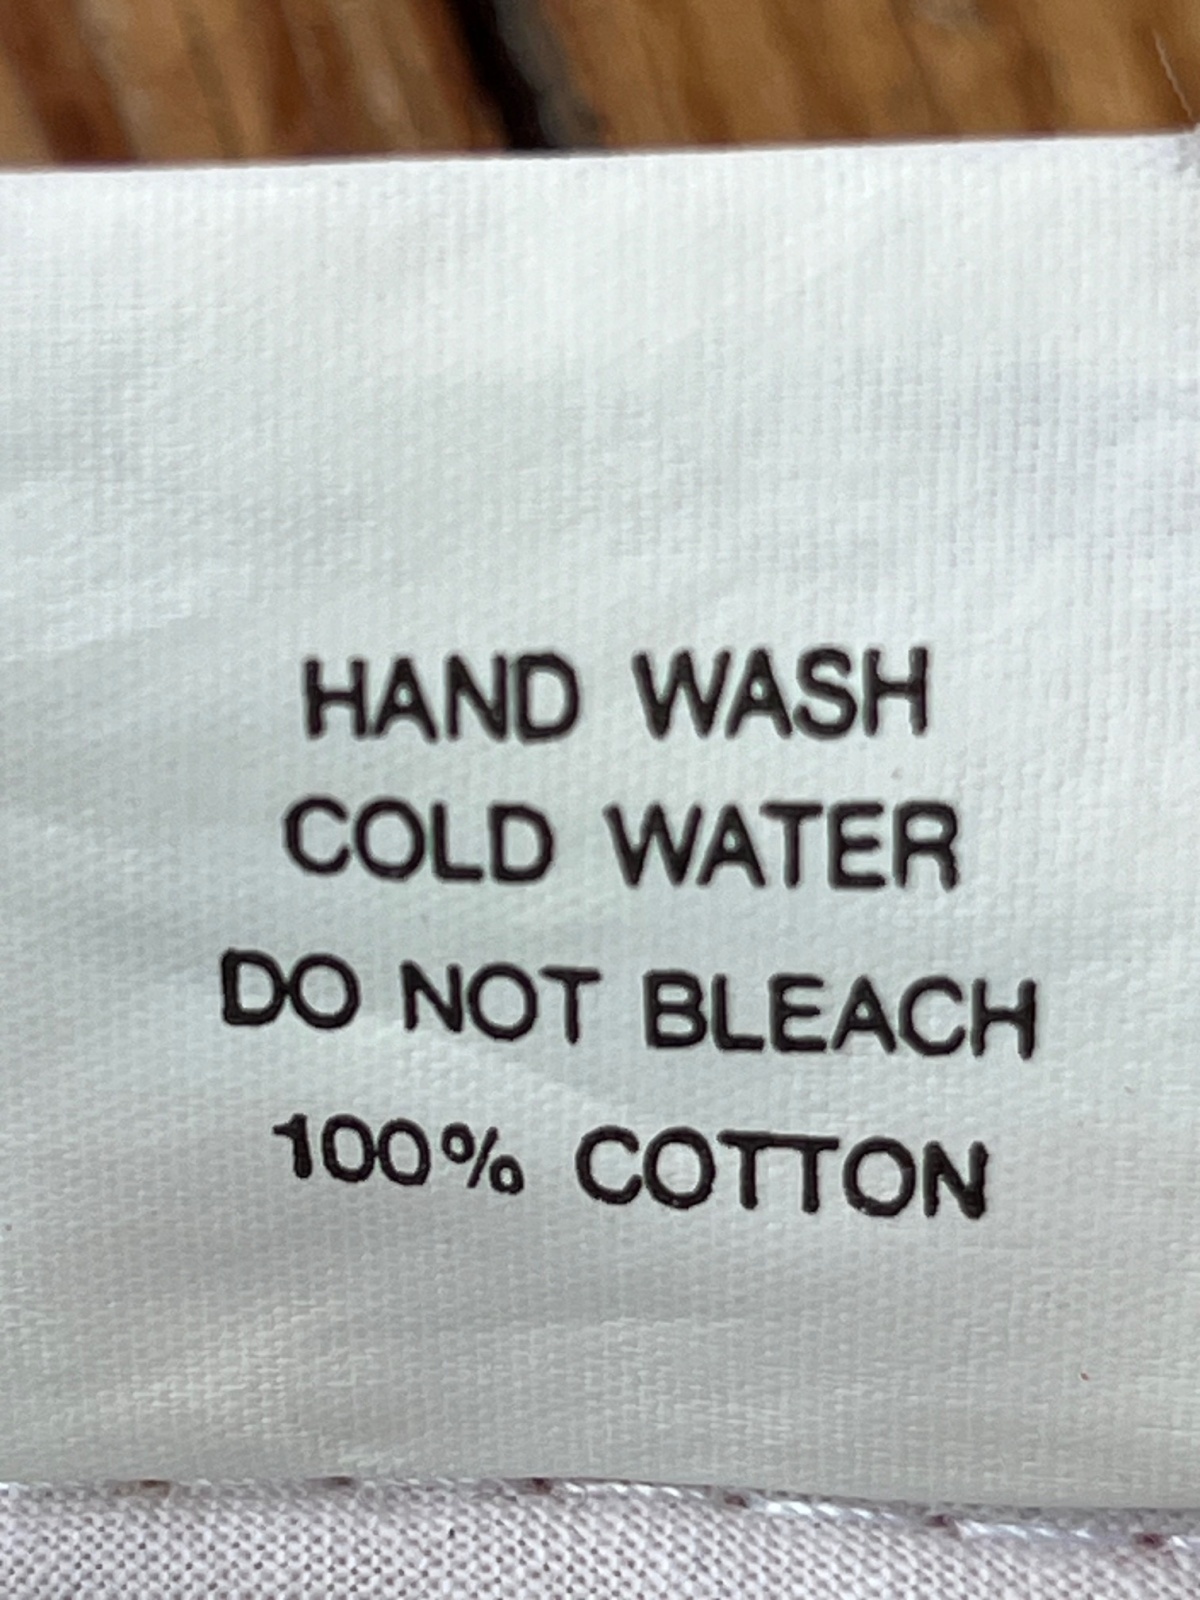 HAND WASH
COLD WATER
DO NOT BLEACH
100% COTTON